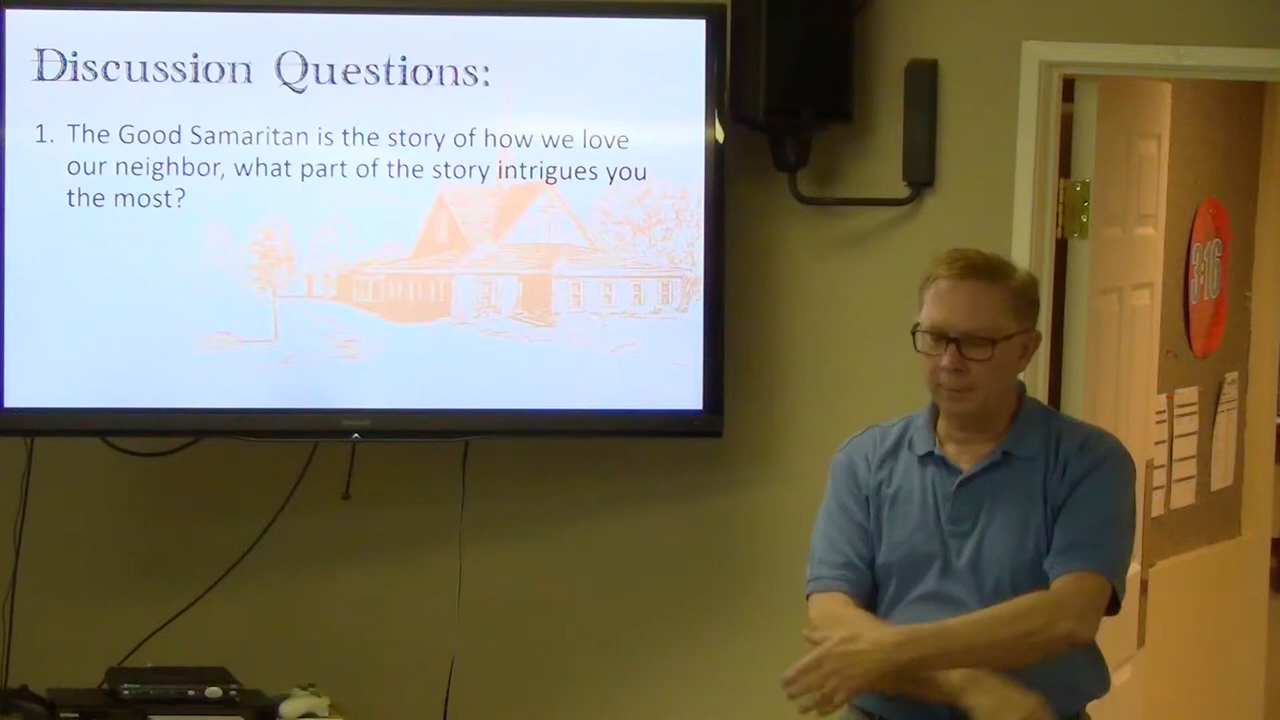 Discussion Questions:
1. The Good Samaritan is the story of how we love
our neighbor, what part of the story intrigues you
the most?
3:16